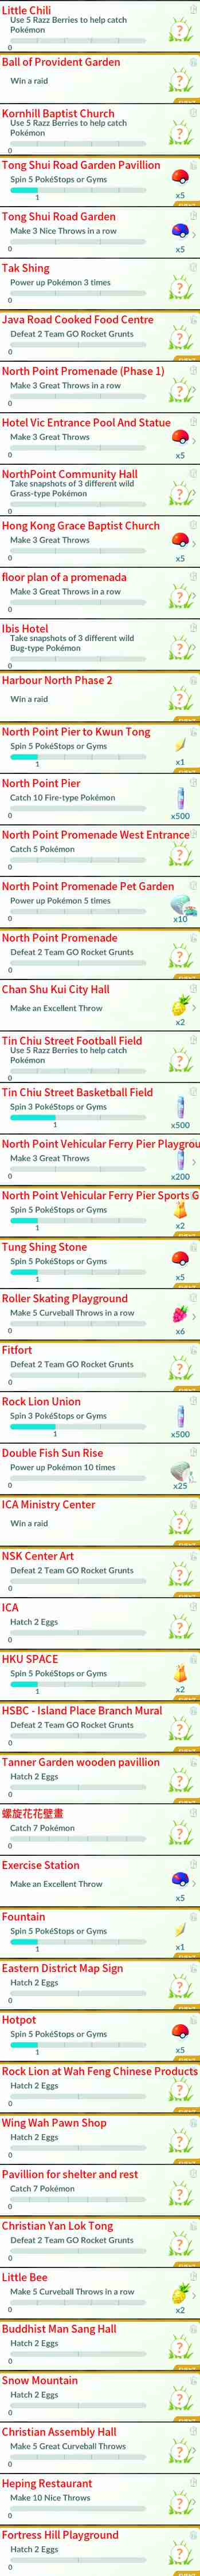 Little Chili
Use 5 Razz Berries to help catch
Pokémon
0
Ball of Provident Garden
Win a raid
Kornhill Baptist Church
Use 5 Razz Berries to help catch
Pokémon
0
Tong Shui Road Garden Pavillion
Spin 5 PokéStops or Gyms
1
x5
Tong Shui Road Garden
Make 3 Nice Throws in a row
0
x5
Tak Shing
Power up Pokémon 3 times
0
Java Road Cooked Food Centre
Defeat 2 Team GO Rocket Grunts
0
North Point Promenade (Phase 1)
Make 3 Great Throws in a row
0
Hotel Vic Entrance Pool And Statue
Make 3 Great Throws
0
x5
NorthPoint Community Hall
Take snapshots of 3 different wild
Grass-type Pokémon
0
Hong Kong Grace Baptist Church
Make 3 Great Throws
0
x5
floor plan of a promenada
Make 3 Great Throws in a row
0
Ibis Hotel
Take snapshots of 3 different wild
Bug-type Pokémon
0
Harbour North Phase 2
Win a raid
North Point Pier to Kwun Tong
Spin 5 PokéStops or Gyms
1
x1
North Point Pier
Catch 10 Fire-type Pokémon
0
x500
North Point Promenade West Entrance
Catch 5 Pokémon
0
North Point Promenade Pet Garden
Power up Pokémon 5 times
0
x10
North Point Promenade
Defeat 2 Team GO Rocket Grunts
0
Chan Shu Kui City Hall
Make an Excellent Throw
x2
Tin Chiu Street Football Field
Use 5 Razz Berries to help catch
Pokémon
0
Tin Chiu Street Basketball Field
Spin 3 PokéStops or Gyms
1
x500
North Point Vehicular Ferry Pier Playgrou
Make 3 Great Throws
0
x200
North Point Vehicular Ferry Pier Sports G
Spin 5 PokéStops or Gyms
1
x2
Tung Shing Stone
Spin 5 PokéStops or Gyms
1
x5
Roller Skating Playground
Make 5 Curveball Throws in a row
0
x6
Fitfort
Defeat 2 Team GO Rocket Grunts
0
Rock Lion Union
Spin 3 PokéStops or Gyms
1
x500
Double Fish Sun Rise
Power up Pokémon 10 times
0
x25
ICA Ministry Center
Win a raid
NSK Center Art
Defeat 2 Team GO Rocket Grunts
0
ICA
Hatch 2 Eggs
0
HKU SPACE
Spin 5 PokéStops or Gyms
1
x2
HSBC - Island Place Branch Mural
Defeat 2 Team GO Rocket Grunts
0
Tanner Garden wooden pavillion
Hatch 2 Eggs
0
螺旋花花壁畫
Catch 7 Pokémon
0
Exercise Station
Make an Excellent Throw
x5
Fountain
Spin 5 PokéStops or Gyms
1
x1
Eastern District Map Sign
Hatch 2 Eggs
0
Hotpot
Spin 5 PokéStops or Gyms
1
x5
Rock Lion at Wah Feng Chinese Products
Hatch 2 Eggs
0
Wing Wah Pawn Shop
Hatch 2 Eggs
0
Pavillion for shelter and rest
Catch 7 Pokémon
0
Christian Yan Lok Tong
Defeat 2 Team GO Rocket Grunts
0
Little Bee
Make 5 Curveball Throws in a row
0
x2
Buddhist Man Sang Hall
Hatch 2 Eggs
0
Snow Mountain
Hatch 2 Eggs
0
Christian Assembly Hall
Make 5 Great Curveball Throws
0
Heping Restaurant
Make 10 Nice Throws
0
Fortress Hill Playground
Hatch 2 Eggs
0